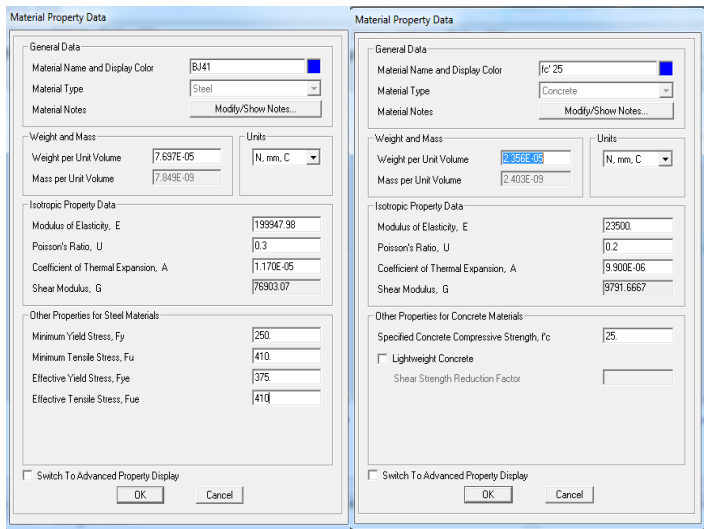 Material Property Data
General Data
Material Name and Display Color BJ41
Material Type Steel
Material Notes Modify/Show Notes...
Weight and Mass Units
Weight per Unit Volume 7.697E-05 N, mm, C
Mass per Unit Volume 7.849E-09
Isotropic Property Data
Modulus of Elasticity, E 199947.98
Poisson's Ratio, U 0.3
Coefficient of Thermal Expansion, A 1.170E-05
Shear Modulus, G 76903.07
Other Properties for Steel Materials
Minimum Yield Stress, Fy 250.
Minimum Tensile Stress, Fu 410.
Effective Yield Stress, Fye 375.
Effective Tensile Stress, Fue 410
Switch To Advanced Property Display
OK Cancel
Material Property Data
General Data
Material Name and Display Color fc' 25
Material Type Concrete
Material Notes Modify/Show Notes...
Weight and Mass Units
Weight per Unit Volume 2.356E-05 N, mm, C
Mass per Unit Volume 2.403E-09
Isotropic Property Data
Modulus of Elasticity, E 23500.
Poisson's Ratio, U 0.2
Coefficient of Thermal Expansion, A 9.900E-06
Shear Modulus, G 9791.6667
Other Properties for Concrete Materials
Specified Concrete Compressive Strength, f'c 25.
Lightweight Concrete
Shear Strength Reduction Factor
Switch To Advanced Property Display
OK Cancel